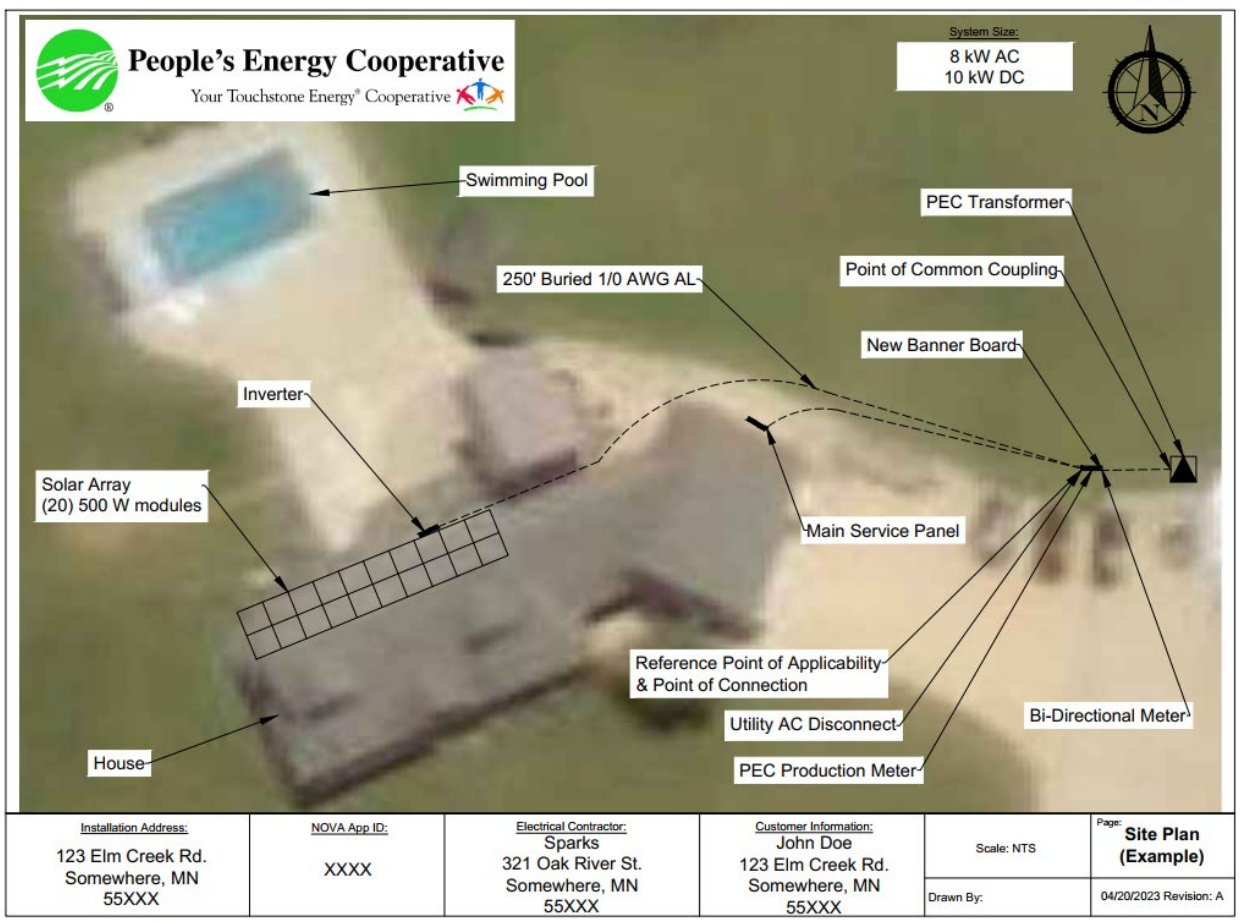 People's Energy Cooperative
Your Touchstone Energy® Cooperative
®
System Size:
8 kW AC
10 kW DC
N
Swimming Pool
PEC Transformer
250' Buried 1/0 AWG AL
Point of Common Coupling
New Banner Board
Inverter
Solar Array
(20) 500 W modules
Main Service Panel
Reference Point of Applicability
& Point of Connection
Utility AC Disconnect
Bi-Directional Meter
House
PEC Production Meter
Installation Address:
123 Elm Creek Rd.
Somewhere, MN
55XXX
NOVA App ID:
XXXX
Electrical Contractor:
Sparks
321 Oak River St.
Somewhere, MN
55XXX
Customer Information:
John Doe
123 Elm Creek Rd.
Somewhere, MN
55XXX
Scale: NTS
Drawn By:
Page:
Site Plan
(Example)
04/20/2023 Revision: A